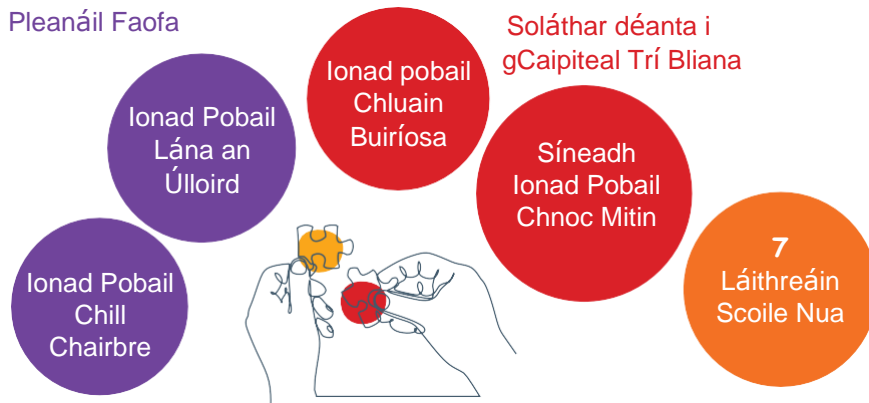 Pleanáil Faofa
Ionad Pobail
Chill
Chairbre
Ionad Pobail
Lána an
Úlloird
Soláthar déanta i
gCaipiteal Trí Bliana
Ionad pobail
Chluain
Buiríosa
Síneadh
Ionad Pobail
Chnoc Mitin
7
Láithreáin
Scoile Nua